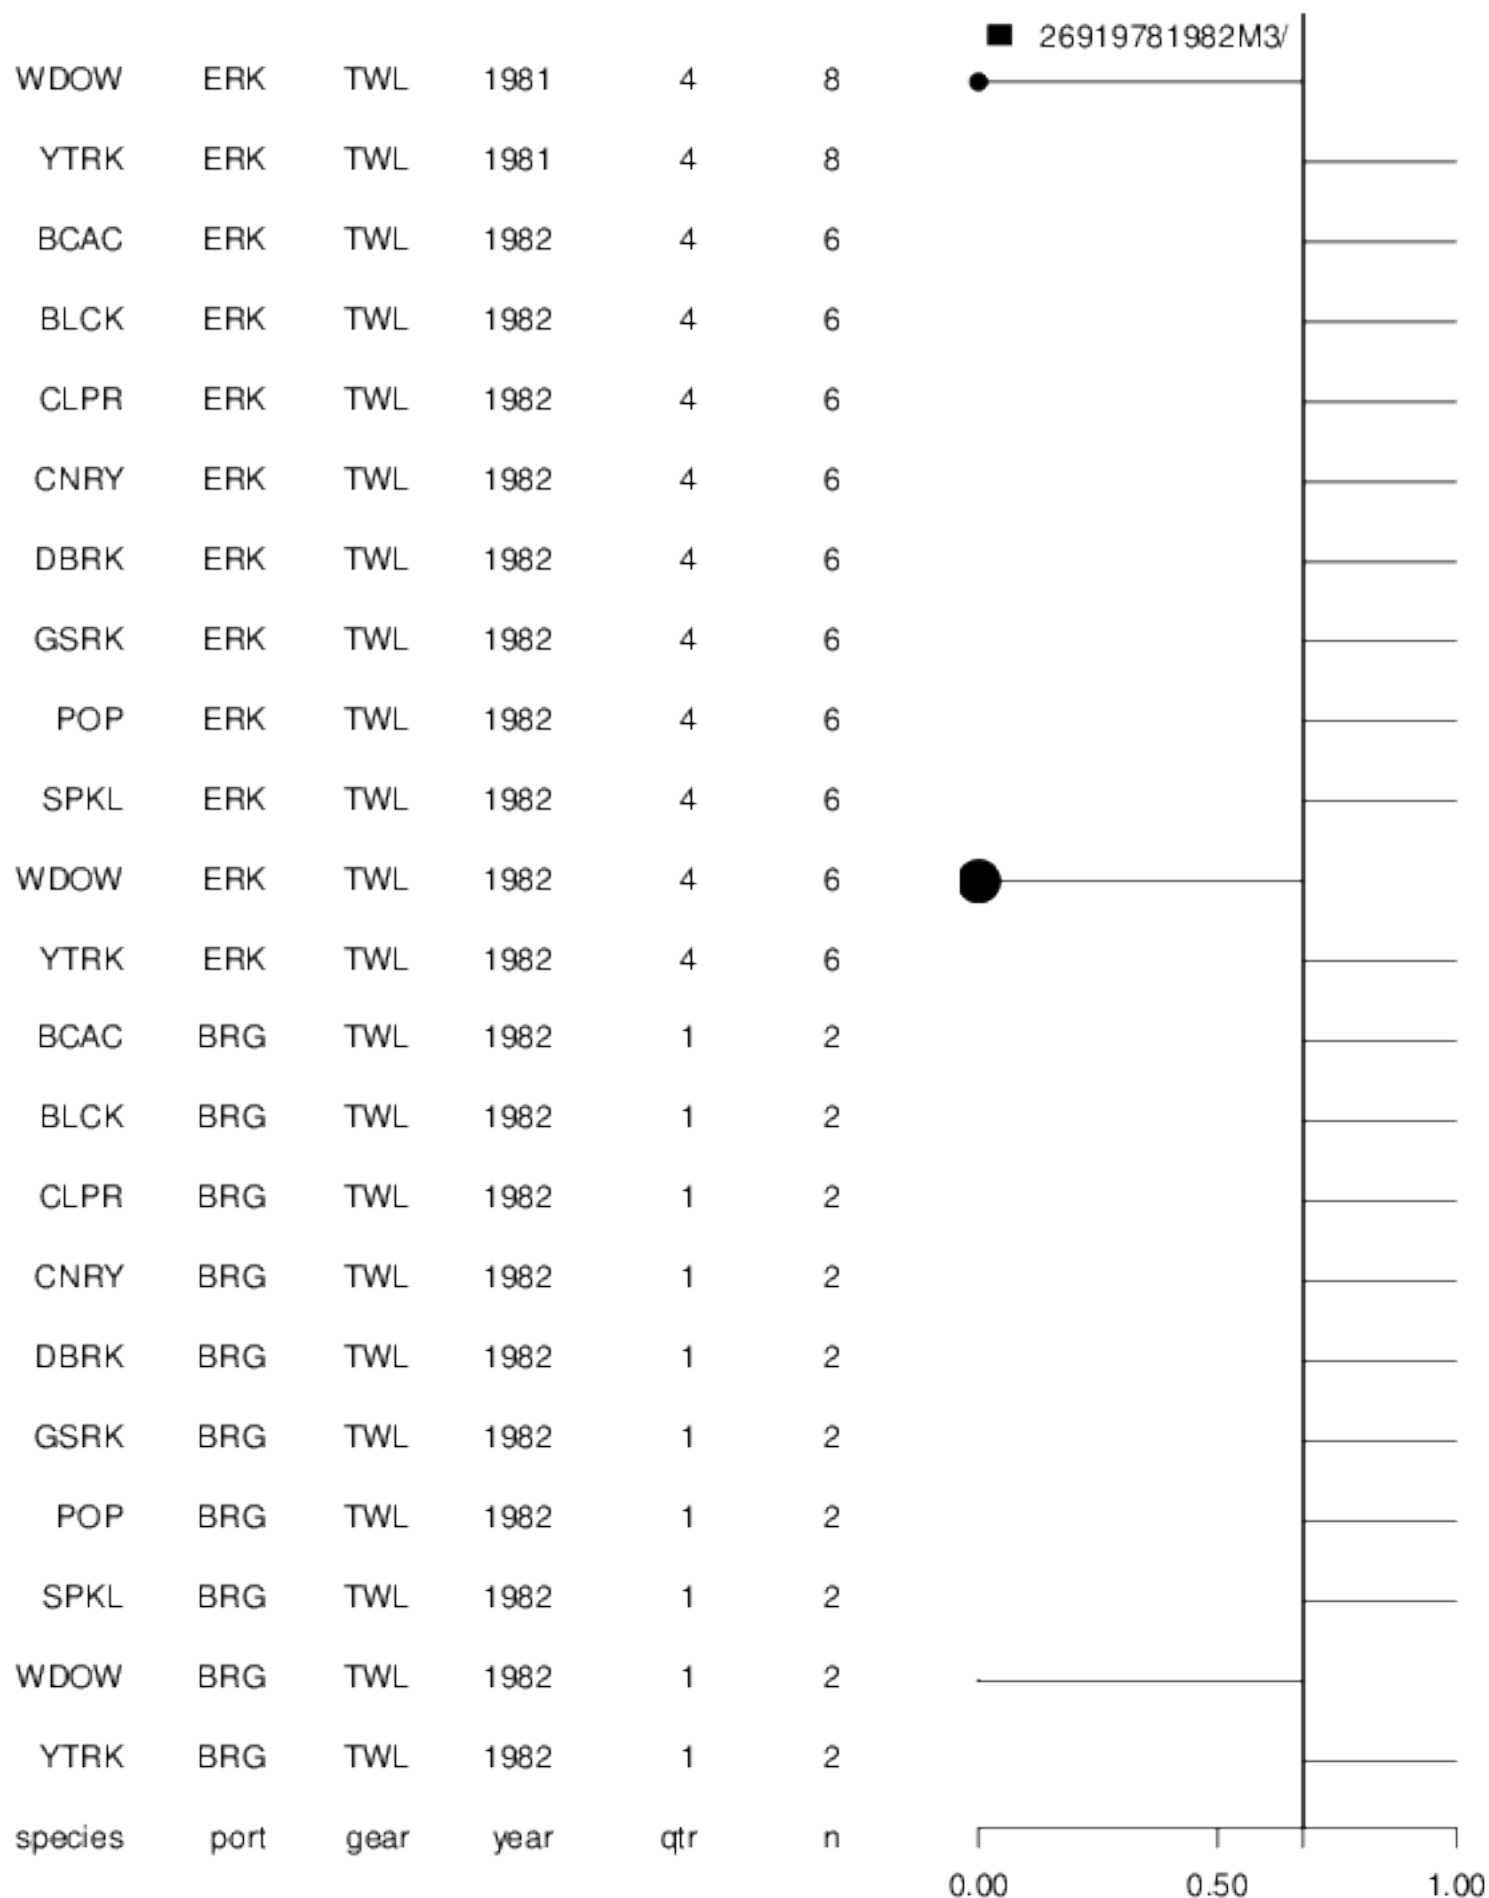 26919781982M3/
WDOW ERK TWL 1981 4 8
YTRK ERK TWL 1981 4 8
BCAC ERK TWL 1982 4 6
BLCK ERK TWL 1982 4 6
CLPR ERK TWL 1982 4 6
CNRY ERK TWL 1982 4 6
DBRK ERK TWL 1982 4 6
GSRK ERK TWL 1982 4 6
POP ERK TWL 1982 4 6
SPKL ERK TWL 1982 4 6
WDOW ERK TWL 1982 4 6
YTRK ERK TWL 1982 4 6
BCAC BRG TWL 1982 1 2
BLCK BRG TWL 1982 1 2
CLPR BRG TWL 1982 1 2
CNRY BRG TWL 1982 1 2
DBRK BRG TWL 1982 1 2
GSRK BRG TWL 1982 1 2
POP BRG TWL 1982 1 2
SPKL BRG TWL 1982 1 2
WDOW BRG TWL 1982 1 2
YTRK BRG TWL 1982 1 2
species port gear year qtr n
0.00 0.50 1.00